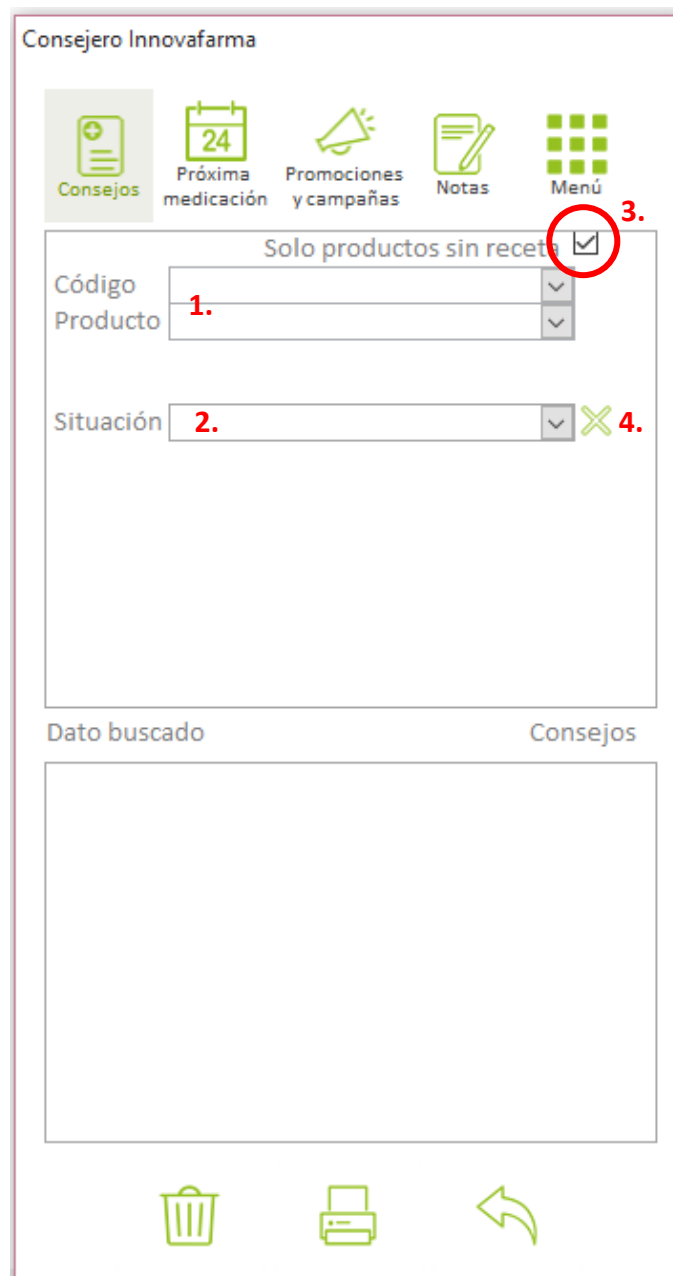 Consejero Innovafarma
24
Consejos
Próxima
medicación
Promociones
y campañas
Notas
Menú
3.
Solo productos sin receta
Código
1.
Producto
Situación
2.
4.
Dato buscado
Consejos